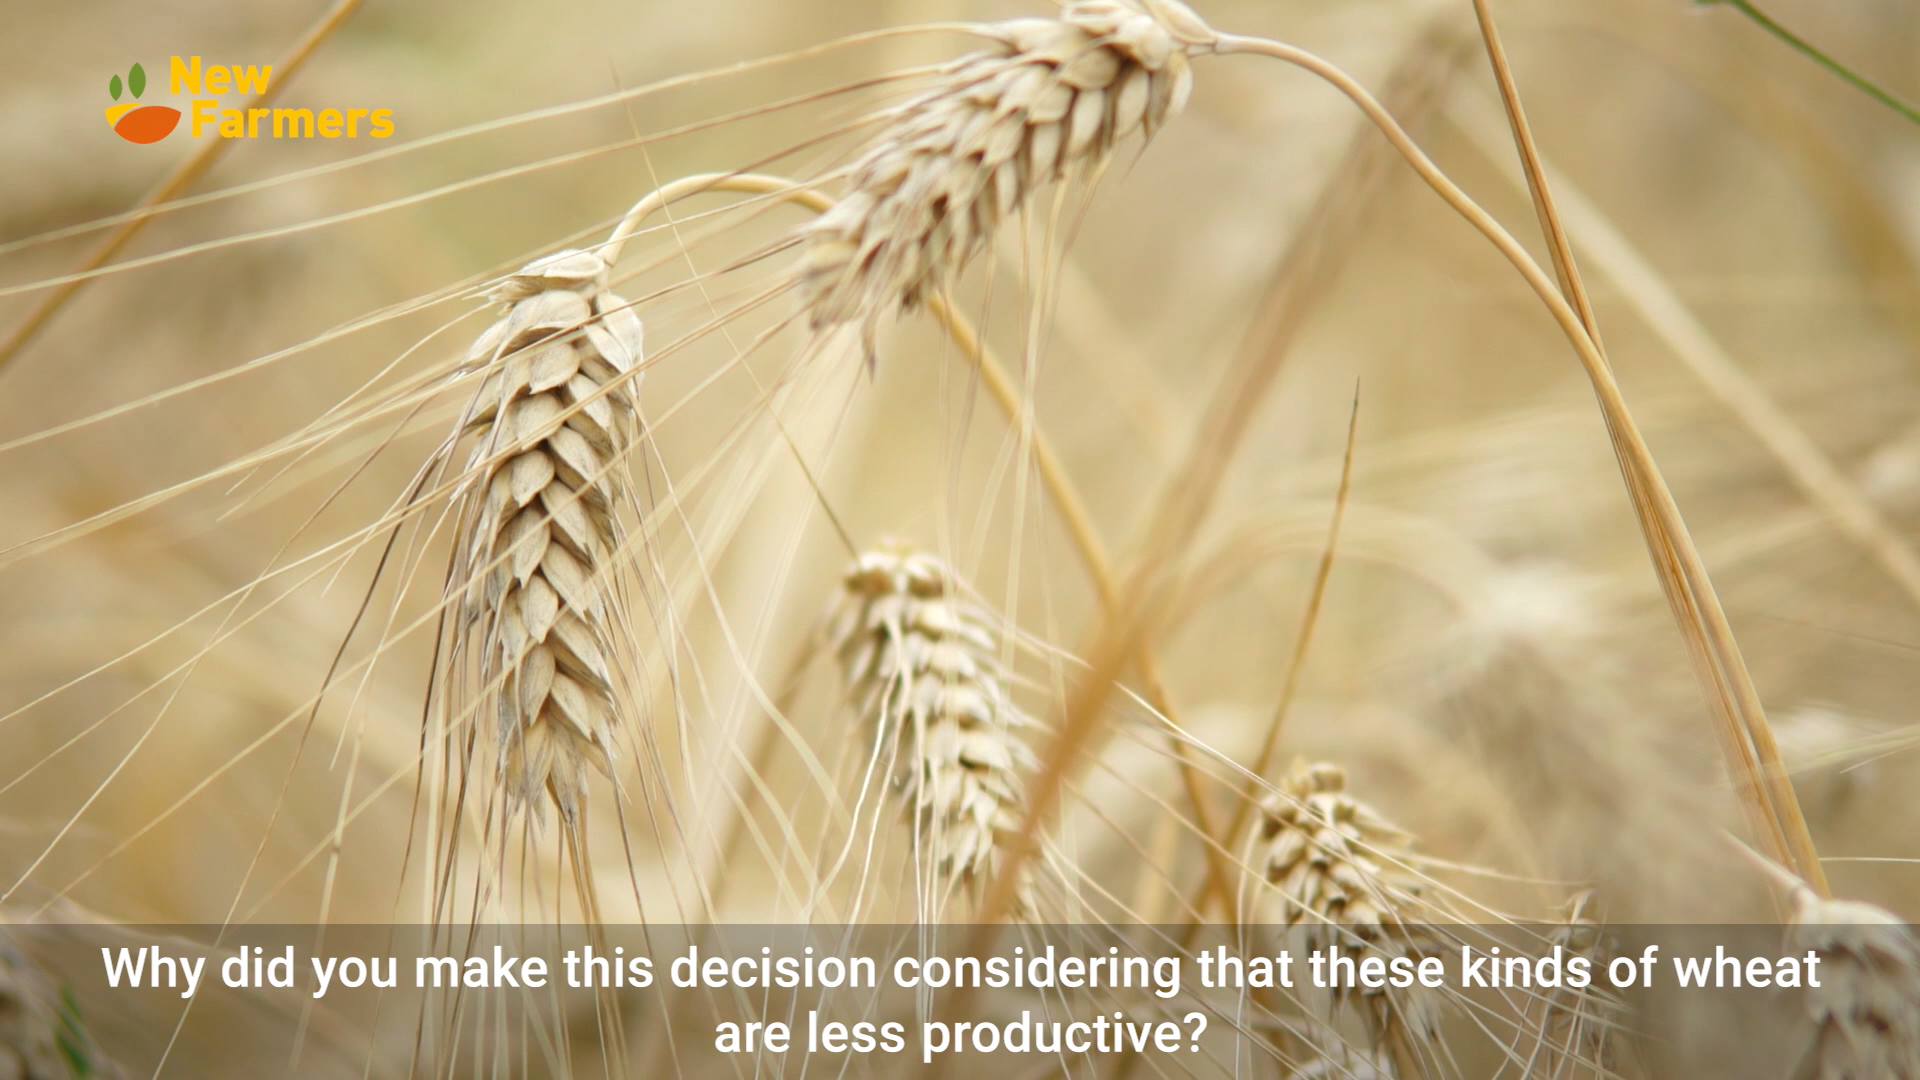 New
Farmers
Why did you make this decision considering that these kinds of wheat
are less productive?